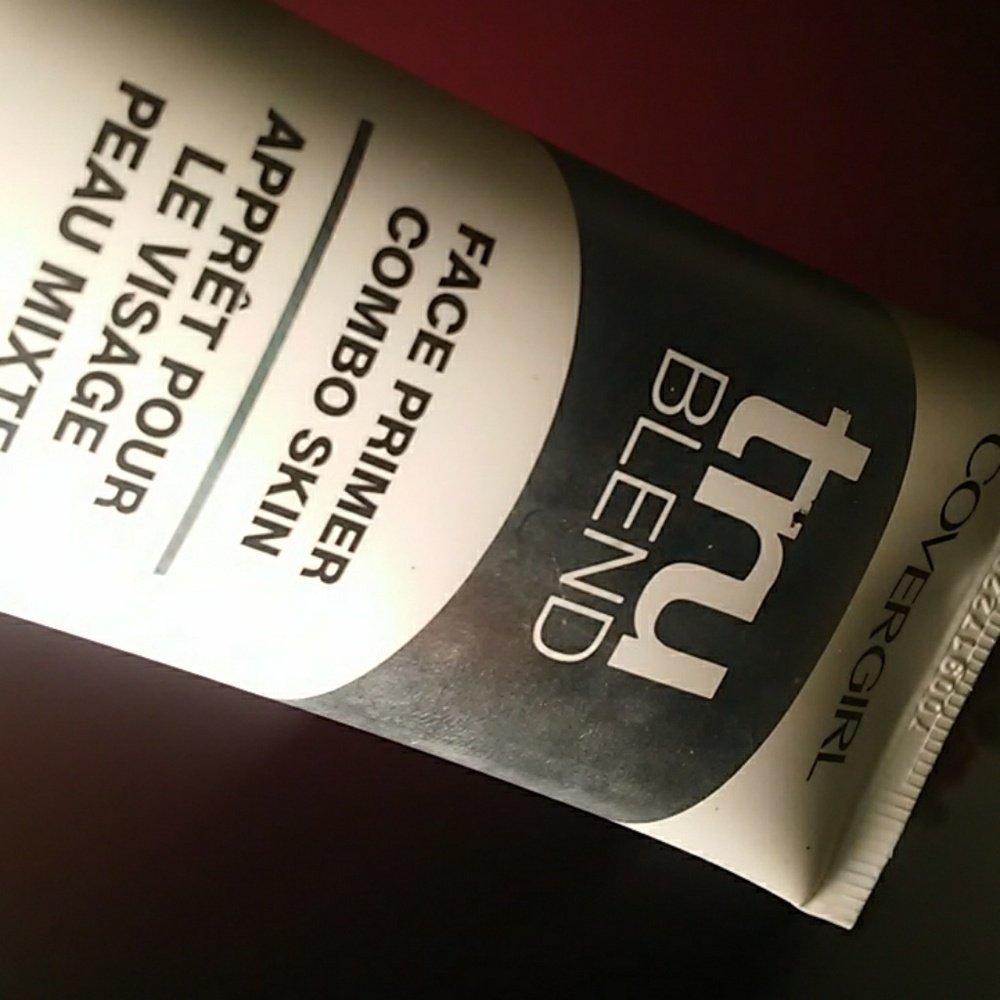 COVERGIRL
tru
BLEND
FACE PRIMER
COMBO SKIN
APPRÊT POUR
LE VISAGE
PEAU MIXTE